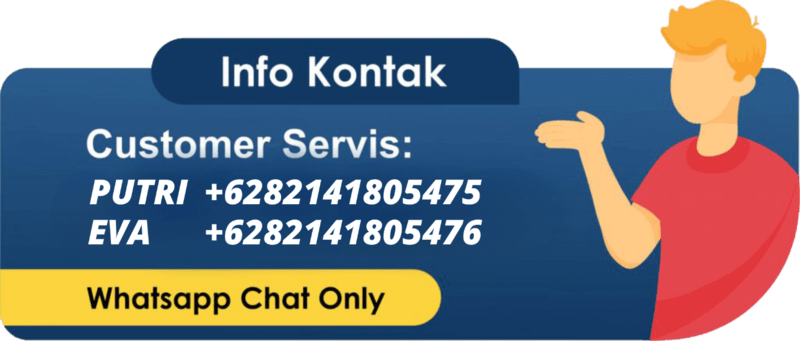 Info Kontak
Customer Servis:
PUTRI +6282141805475
EVA +6282141805476
Whatsapp Chat Only